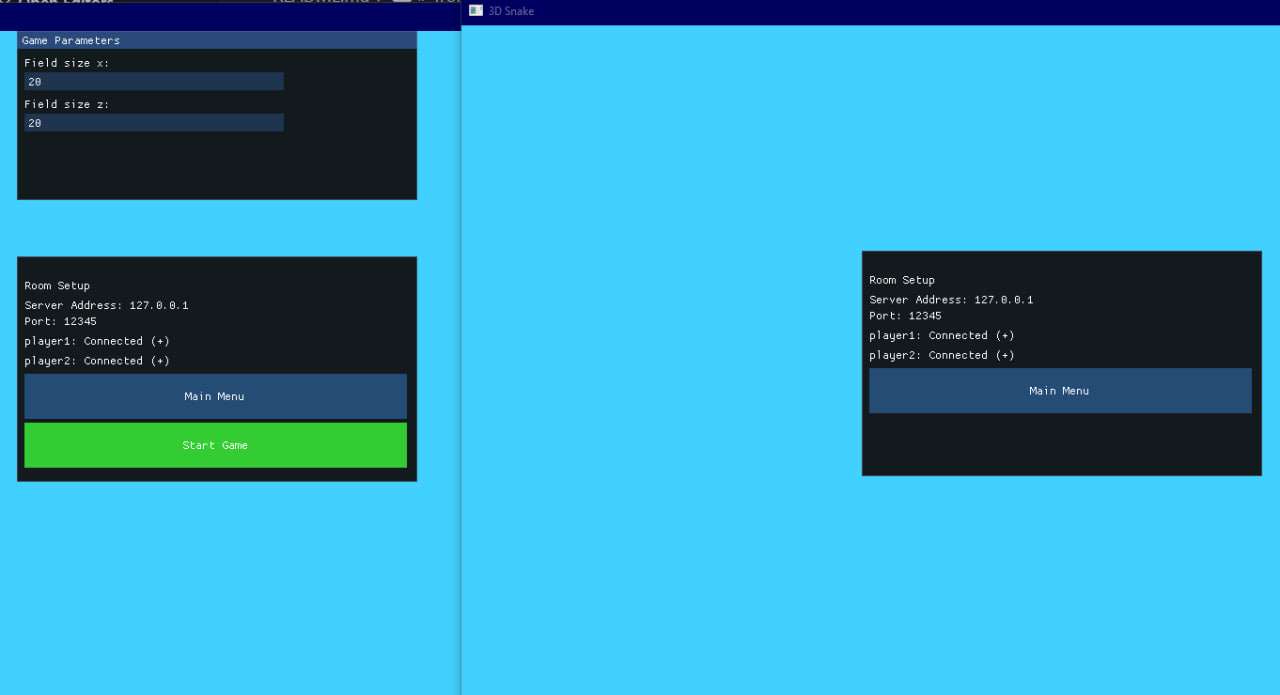 3D Snake
Game Parameters
Field size x:
20
Field size z:
20
Room Setup
Server Address: 127.0.0.1
Port: 12345
player1: Connected (+)
player2: Connected (+)
Main Menu
Start Game
Room Setup
Server Address: 127.0.0.1
Port: 12345
player1: Connected (+)
player2: Connected (+)
Main Menu